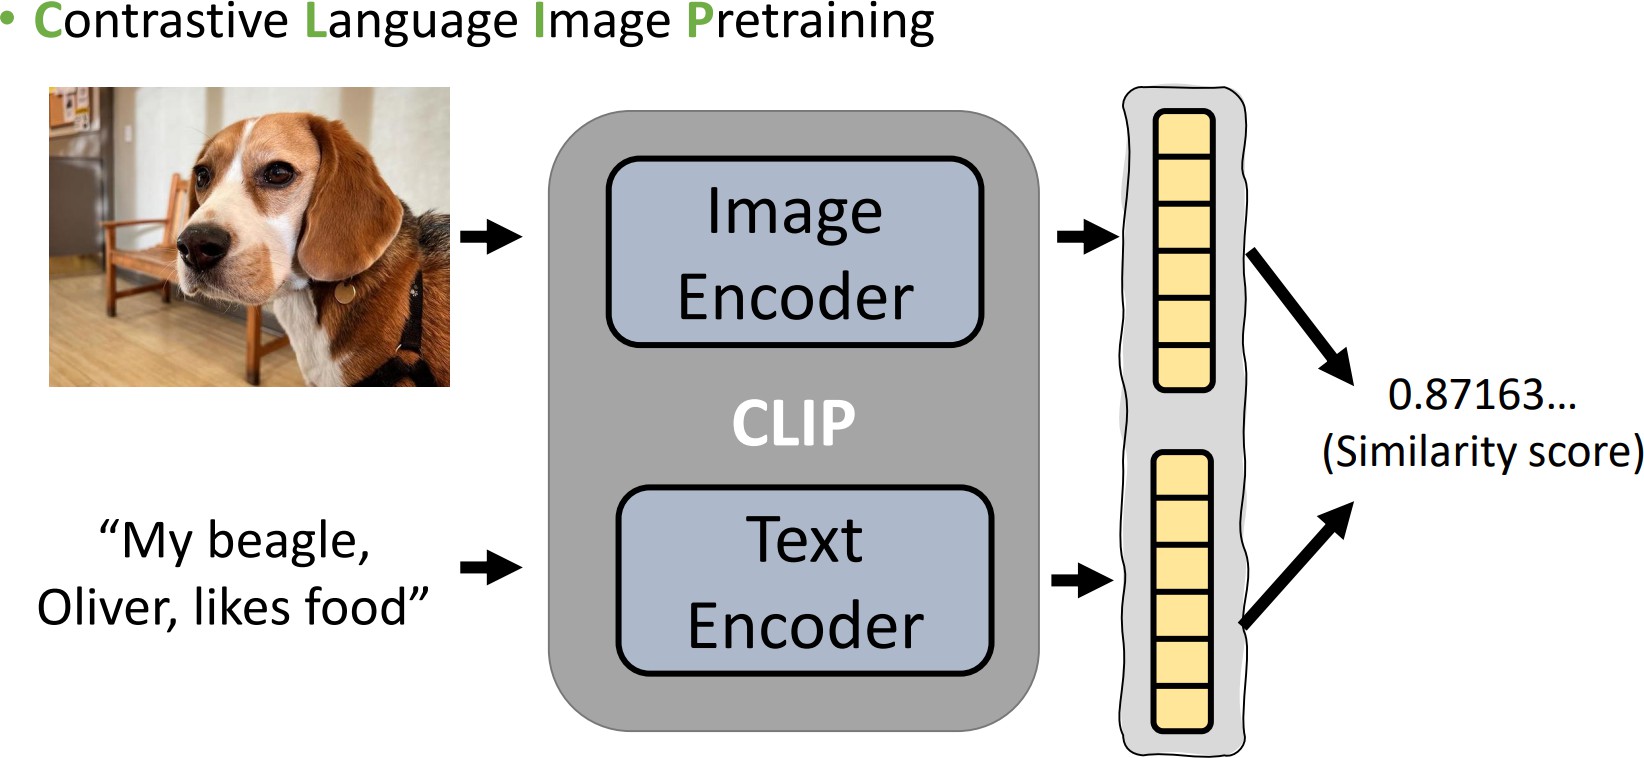 • Contrastive Language Image Pretraining
Image
Encoder
CLIP
Text
Encoder
“My beagle,
Oliver, likes food”
0.87163...
(Similarity score)